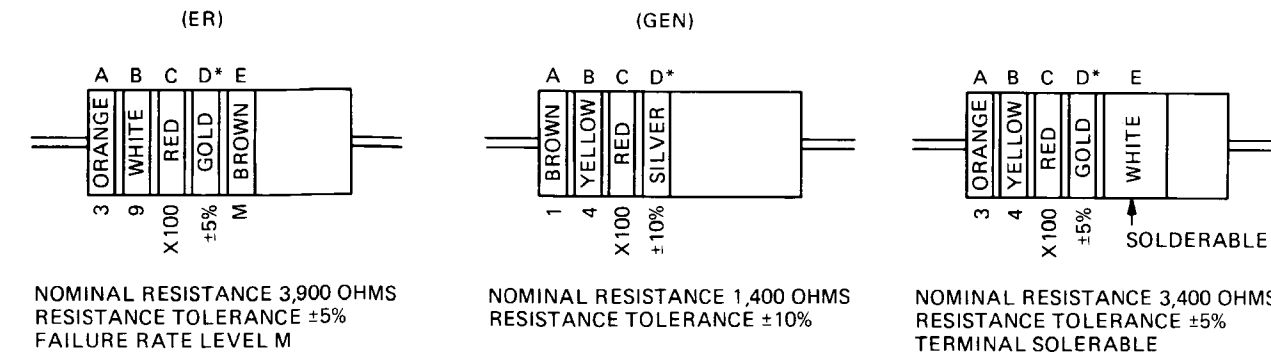 (ER)
A B C D* E
ORANGE WHITE RED GOLD BROWN
3 9 X100 ±5% M
NOMINAL RESISTANCE 3,900 OHMS
RESISTANCE TOLERANCE ±5%
FAILURE RATE LEVEL M
(GEN)
A B C D*
BROWN YELLOW RED SILVER
1 4 X100 ±10%
NOMINAL RESISTANCE 1,400 OHMS
RESISTANCE TOLERANCE ±10%
A B C D* E
ORANGE YELLOW RED GOLD WHITE
3 4 X100 ±5%
SOLDERABLE
NOMINAL RESISTANCE 3,400 OHMS
RESISTANCE TOLERANCE ±5%
TERMINAL SOLERABLE